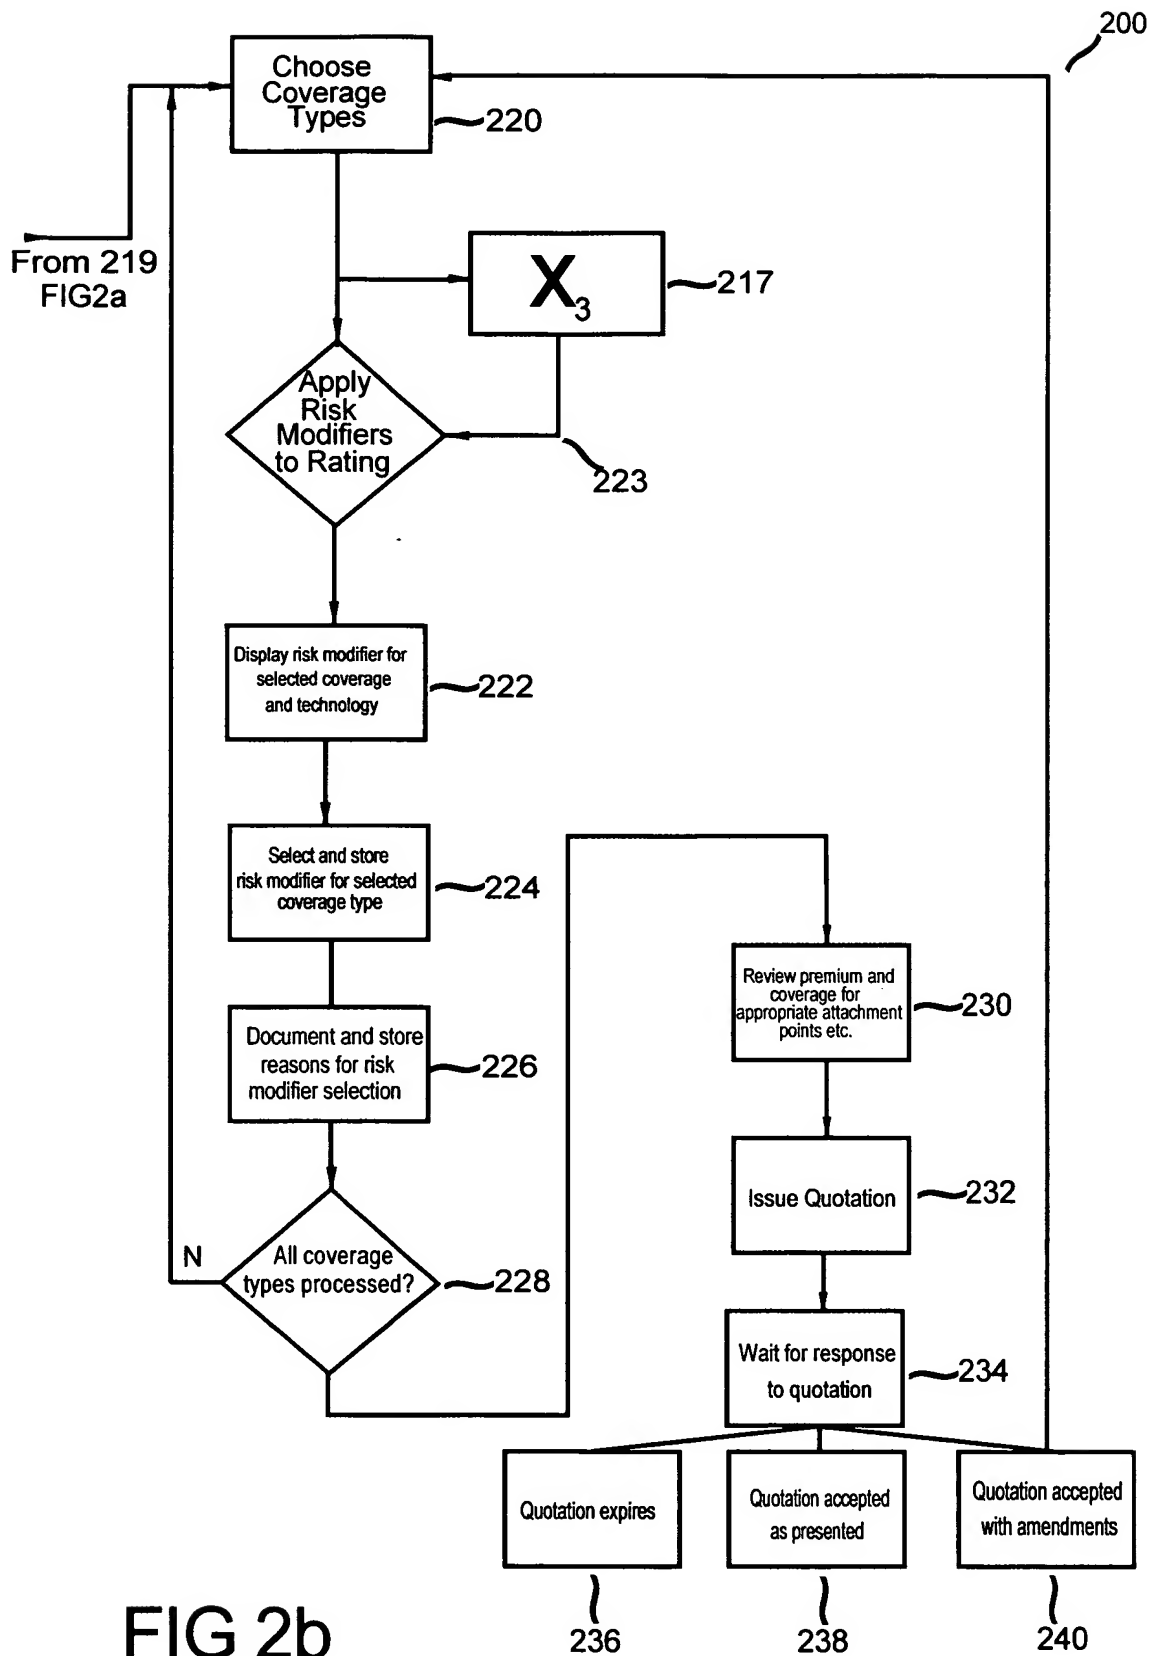 200
Choose
Coverage
Types
220
From 219
FIG2a
X3
217
Apply
Risk
Modifiers
to Rating
223
Display risk modifier for
selected coverage
and technology
222
Select and store
risk modifier for selected
coverage type
224
Document and store
reasons for risk
modifier selection
226
All coverage
types processed?
N
228
Review premium and
coverage for
appropriate attachment
points etc.
230
Issue Quotation
232
Wait for response
to quotation
234
Quotation expires
Quotation accepted
as presented
Quotation accepted
with amendments
236
238
240
FIG 2b